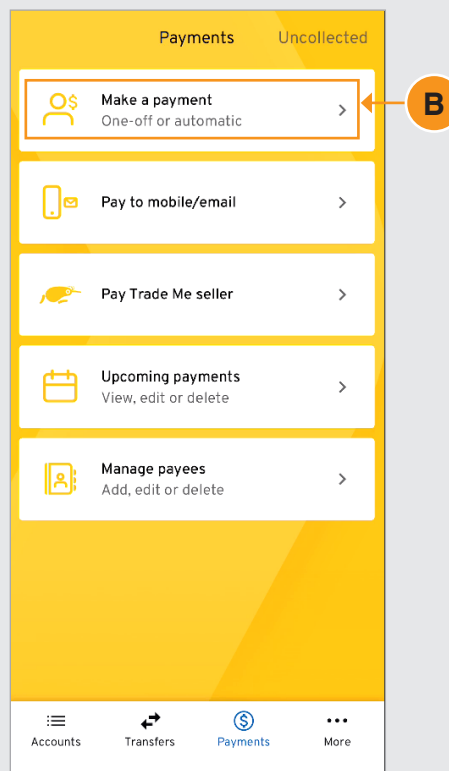 Payments Uncollected
Make a payment
One-off or automatic
B
Pay to mobile/email
Pay Trade Me seller
Upcoming payments
View, edit or delete
Manage payees
Add, edit or delete
Accounts Transfers Payments More